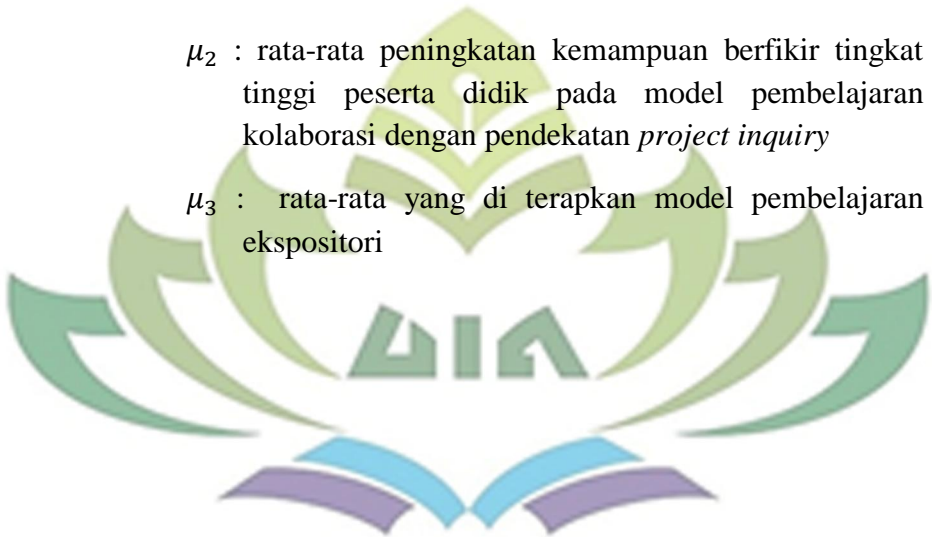 μ₂ : rata-rata peningkatan kemampuan berfikir tingkat
tinggi peserta didik pada model pembelajaran
kolaborasi dengan pendekatan project inquiry
μ₃ : rata-rata yang di terapkan model pembelajaran
ekspositori
UIN